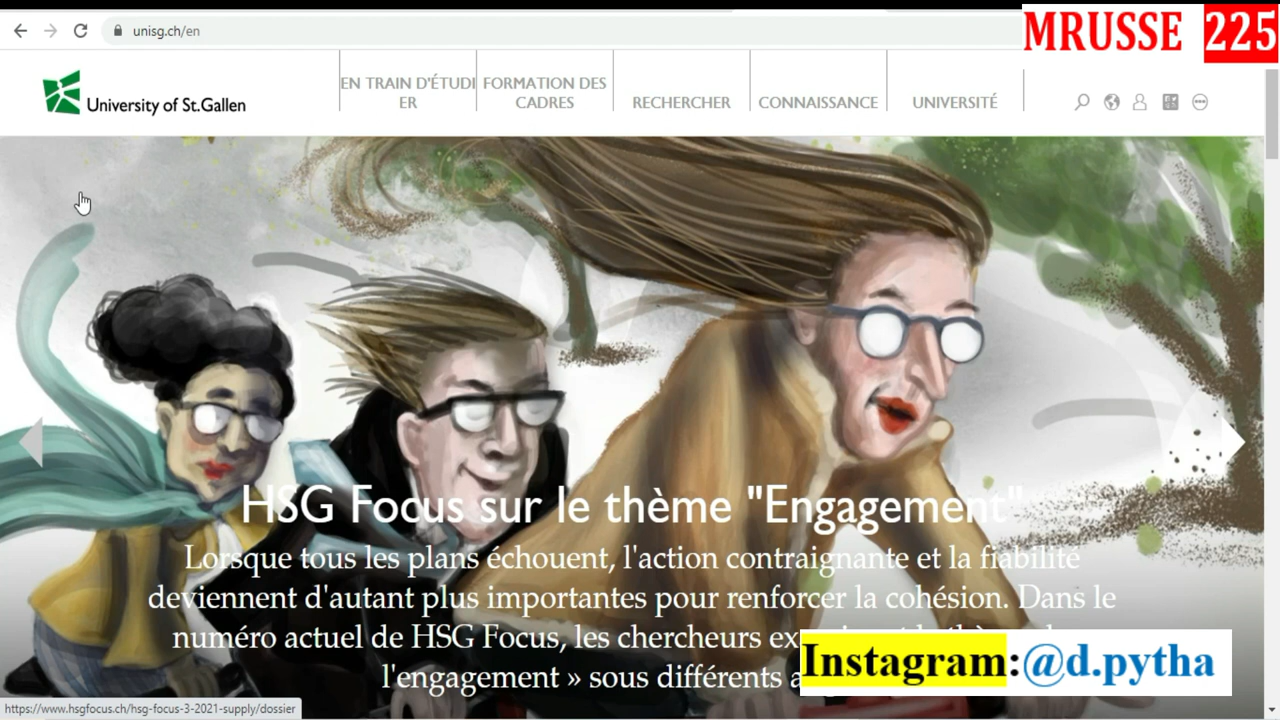 unisg.ch/en
MRUSSE 225
University of St.Gallen
EN TRAIN D'ÉTUDI
ER
FORMATION DES
CADRES
RECHERCHER
CONNAISSANCE
UNIVERSITÉ
HSG Focus sur le thème "Engagement"
Lorsque tous les plans échouent, l'action contraignante et la fiabilité
deviennent d'autant plus importantes pour renforcer la cohésion. Dans le
numéro actuel de HSG Focus, les chercheurs
l'engagement » sous différents
Instagram:@d.pytha
https://www.hsgfocus.ch/hsg-focus-3-2021-supply/dossier